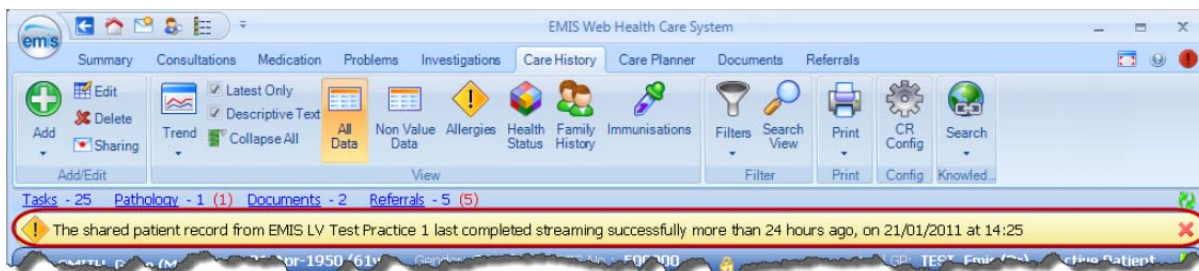 EMIS Web Health Care System
emis
Summary Consultations Medication Problems Investigations Care History Care Planner Documents Referrals
Add
Edit
Delete
Sharing
Add/Edit
Trend
Latest Only
Descriptive Text
Collapse All
All Data
Non Value Data
Allergies
Health Status
Family History
Immunisations
View
Filters
Search View
Filter
Print
Print
CR Config
Config
Search
Knowled...
Tasks - 25 Pathology - 1 (1) Documents - 2 Referrals - 5 (5)
The shared patient record from EMIS LV Test Practice 1 last completed streaming successfully more than 24 hours ago, on 21/01/2011 at 14:25